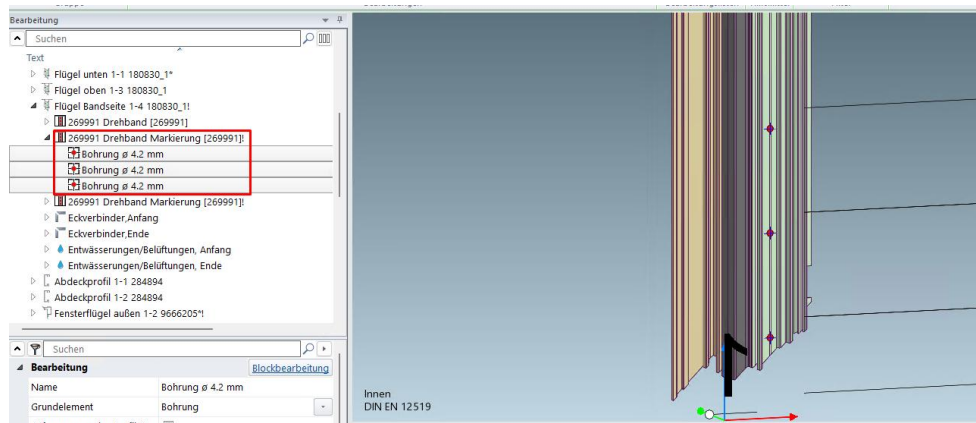 Bearbeitung
Suchen
Text
Flügel unten 1-1 180830_1*
Flügel oben 1-3 180830_1
Flügel Bandseite 1-4 180830_1!
269991 Drehband [269991]
269991 Drehband Markierung [269991]!
Bohrung ø 4.2 mm
Bohrung ø 4.2 mm
Bohrung ø 4.2 mm
269991 Drehband Markierung [269991]!
Eckverbinder,Anfang
Eckverbinder,Ende
Entwässerungen/Belüftungen, Anfang
Entwässerungen/Belüftungen, Ende
Abdeckprofil 1-1 284894
Abdeckprofil 1-2 284894
Fensterflügel außen 1-2 9666205*!
Suchen
Bearbeitung Blockbearbeitung
Name Bohrung ø 4.2 mm
Grundelement Bohrung
Innen
DIN EN 12519
1